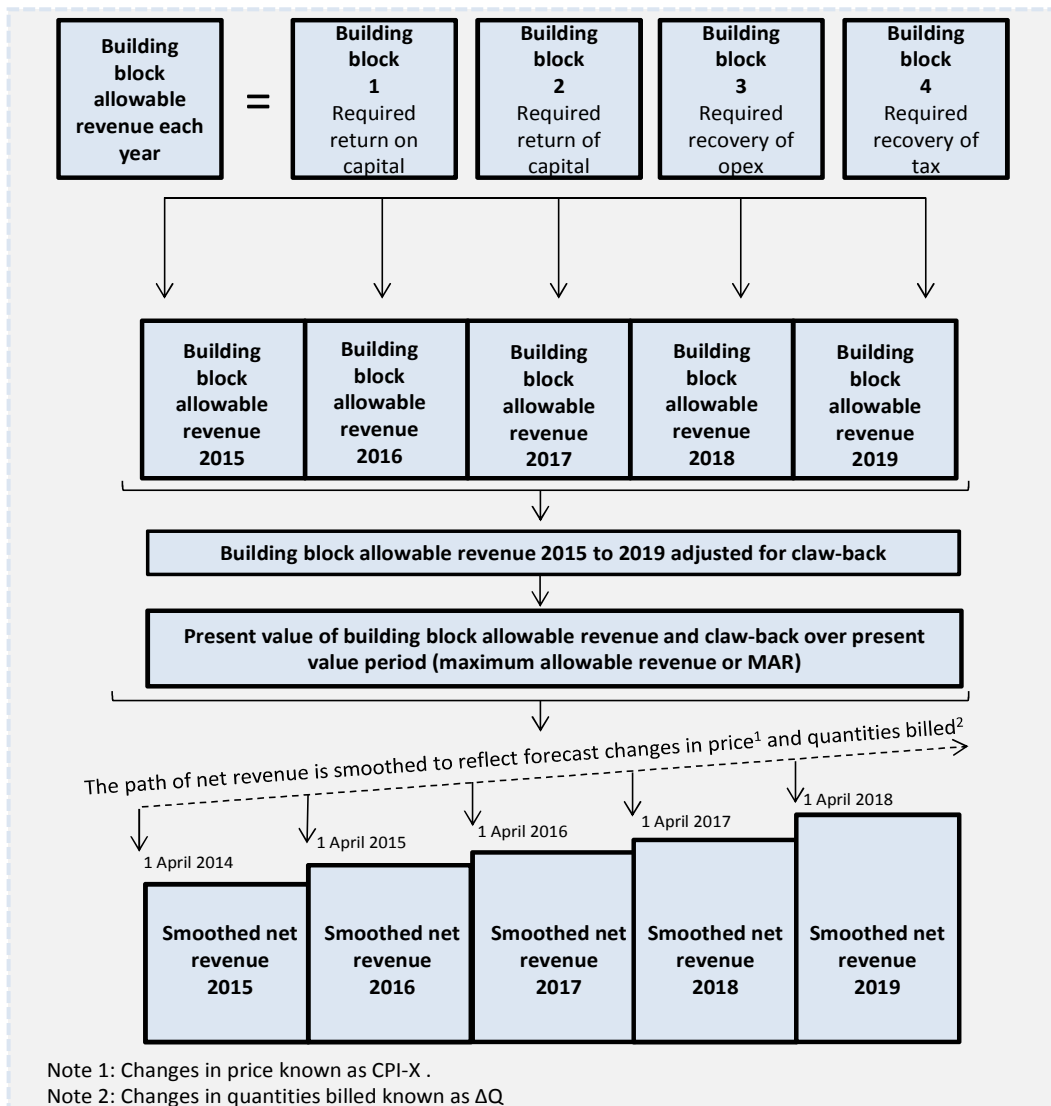 Building
block
allowable
revenue each
year
=
Building
block
1
Required
return on
capital
Building
block
2
Required
return of
capital
Building
block
3
Required
recovery of
opex
Building
block
4
Required
recovery of
tax
Building
block
allowable
revenue
2015
Building
block
allowable
revenue
2016
Building
block
allowable
revenue
2017
Building
block
allowable
revenue
2018
Building
block
allowable
revenue
2019
Building block allowable revenue 2015 to 2019 adjusted for claw-back
Present value of building block allowable revenue and claw-back over present
value period (maximum allowable revenue or MAR)
The path of net revenue is smoothed to reflect forecast changes in price¹ and quantities billed²
1 April 2014
1 April 2015
1 April 2016
1 April 2017
1 April 2018
Smoothed net
revenue
2015
Smoothed net
revenue
2016
Smoothed net
revenue
2017
Smoothed net
revenue
2018
Smoothed net
revenue
2019
Note 1: Changes in price known as CPI-X .
Note 2: Changes in quantities billed known as ΔQ